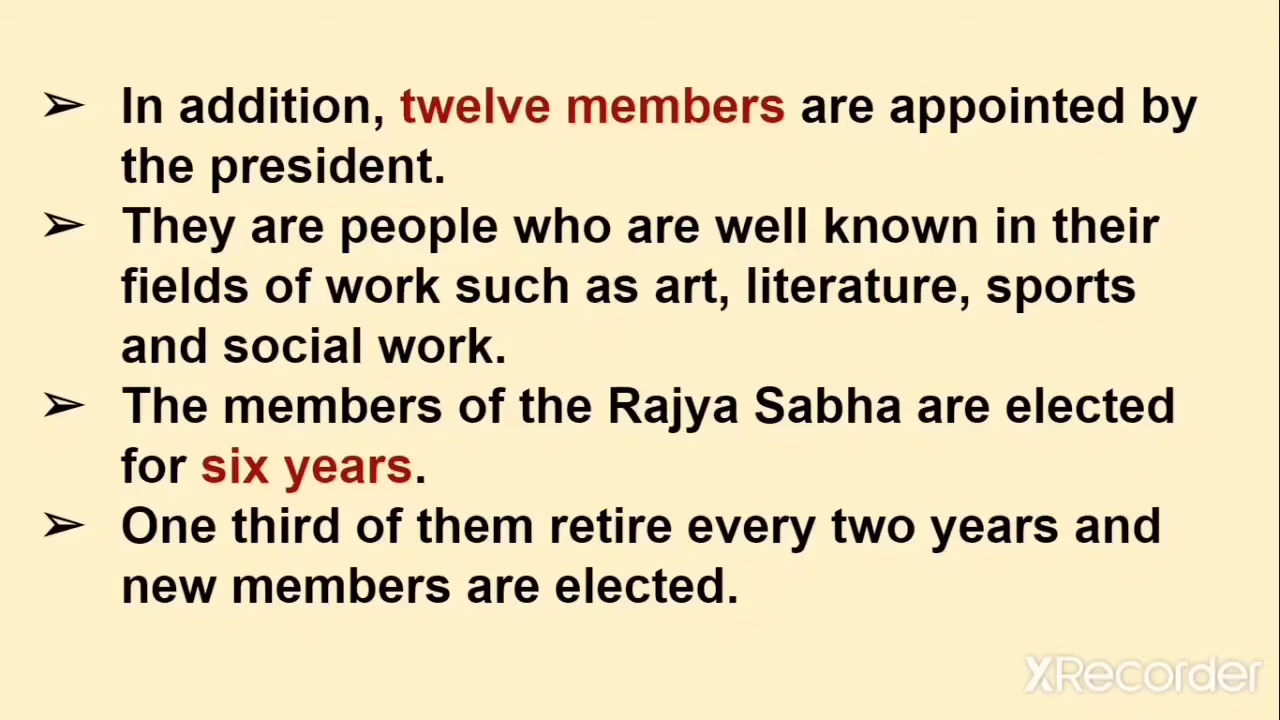 ➢ In addition, twelve members are appointed by
the president.
➢ They are people who are well known in their
fields of work such as art, literature, sports
and social work.
➢ The members of the Rajya Sabha are elected
for six years.
➢ One third of them retire every two years and
new members are elected.
XRecorder